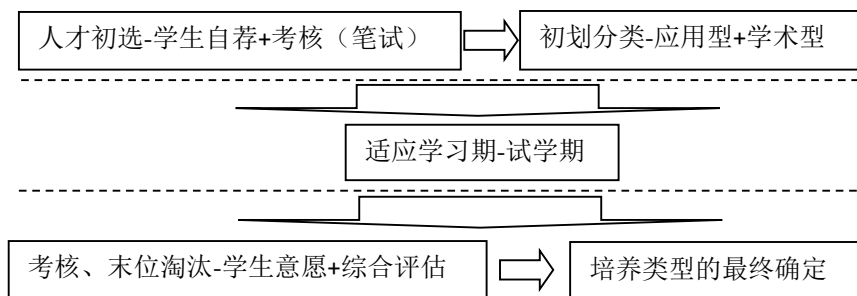 人才初选-学生自荐+考核（笔试）
初划分类-应用型+学术型
适应学习期-试学期
考核、末位淘汰-学生意愿+综合评估
培养类型的最终确定